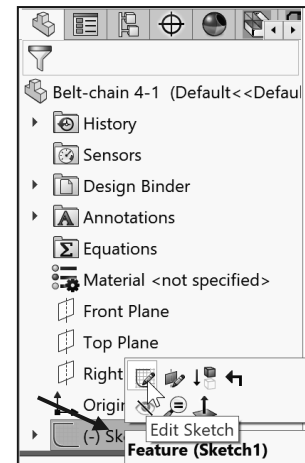 Belt-chain 4-1 (Default<<Defaul
History
Sensors
Design Binder
Annotations
Equations
Material <not specified>
Front Plane
Top Plane
Right
Origin
(-) Sk
Edit Sketch
Feature (Sketch1)